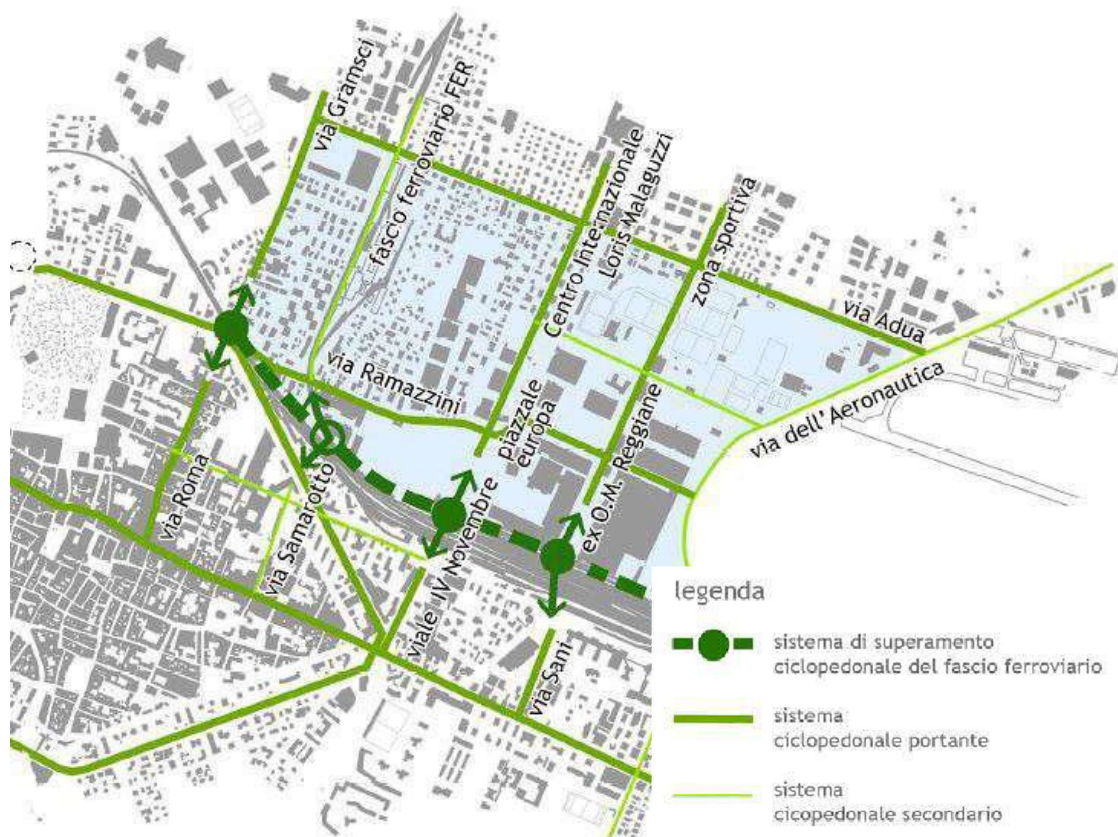 via Gramsci
fascio ferroviario FER
Centro Internazionale
Loris Malaguzzi
zona sportiva
via Adua
via dell'Aeronautica
via Ramazzini
piazzale
europa
ex O.M. Reggiane
via Roma
via Samarotto
viale IV Novembre
via Sani
legenda
sistema di superamento
ciclopedonale del fascio ferroviario
sistema
ciclopedonale portante
sistema
cicopedonale secondario